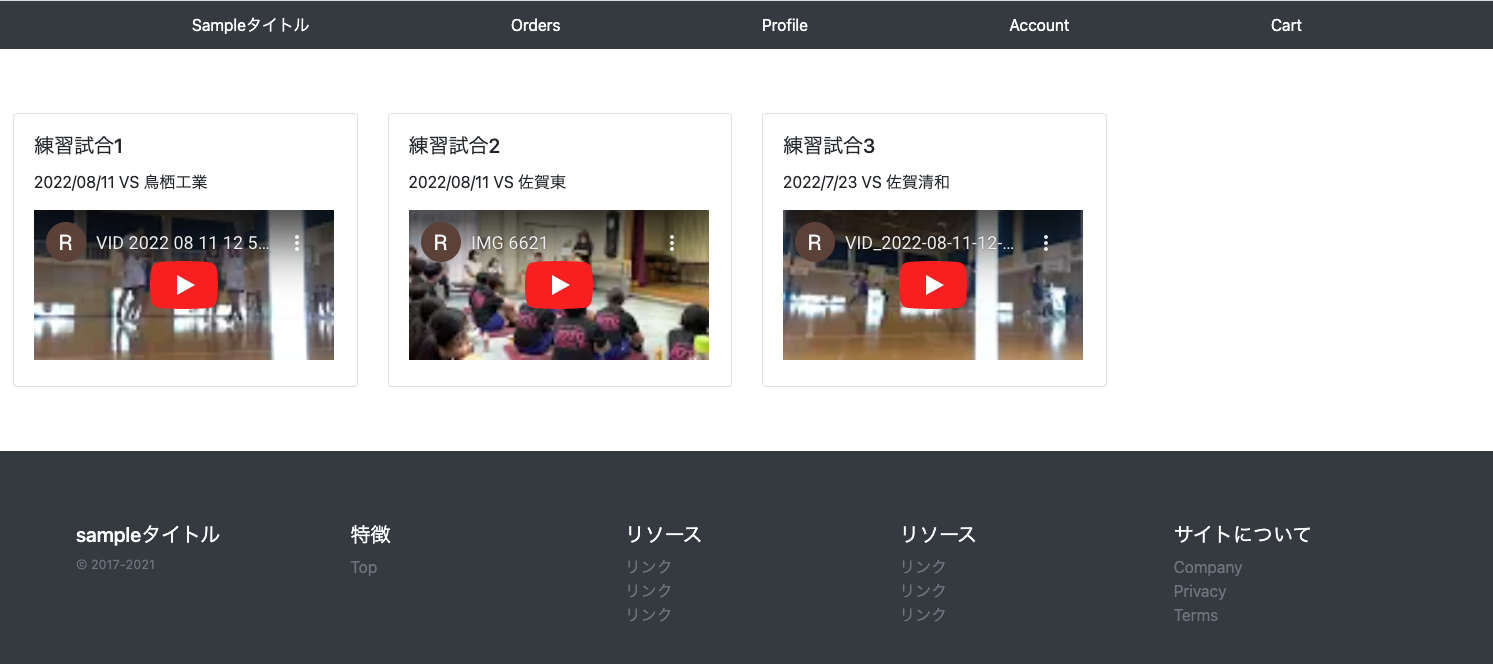 Sampleタイトル Orders Profile Account Cart
練習試合1
2022/08/11 VS 鳥栖工業
R VID 2022 08 11 12 5…
練習試合2
2022/08/11 VS 佐賀東
R IMG 6621
練習試合3
2022/7/23 VS 佐賀清和
R VID_2022-08-11-12-…
sampleタイトル
© 2017-2021
特徴
Top
リソース
リンク
リンク
リンク
リソース
リンク
リンク
リンク
サイトについて
Company
Privacy
Terms